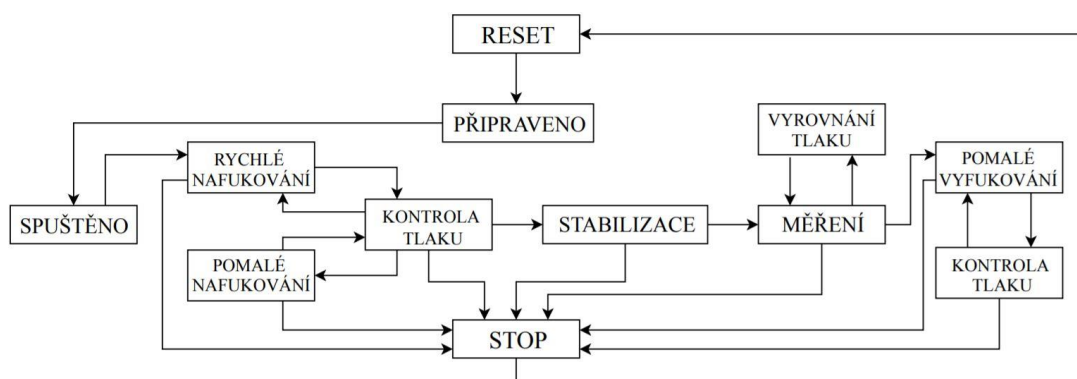 RESET
PŘIPRAVENO
VYROVNÁNÍ
TLAKU
RYCHLÉ
NAFUKOVÁNÍ
POMALÉ
VYFUKOVÁNÍ
SPUŠTĚNO
KONTROLA
TLAKU
STABILIZACE
MĚŘENÍ
POMALÉ
NAFUKOVÁNÍ
KONTROLA
TLAKU
STOP